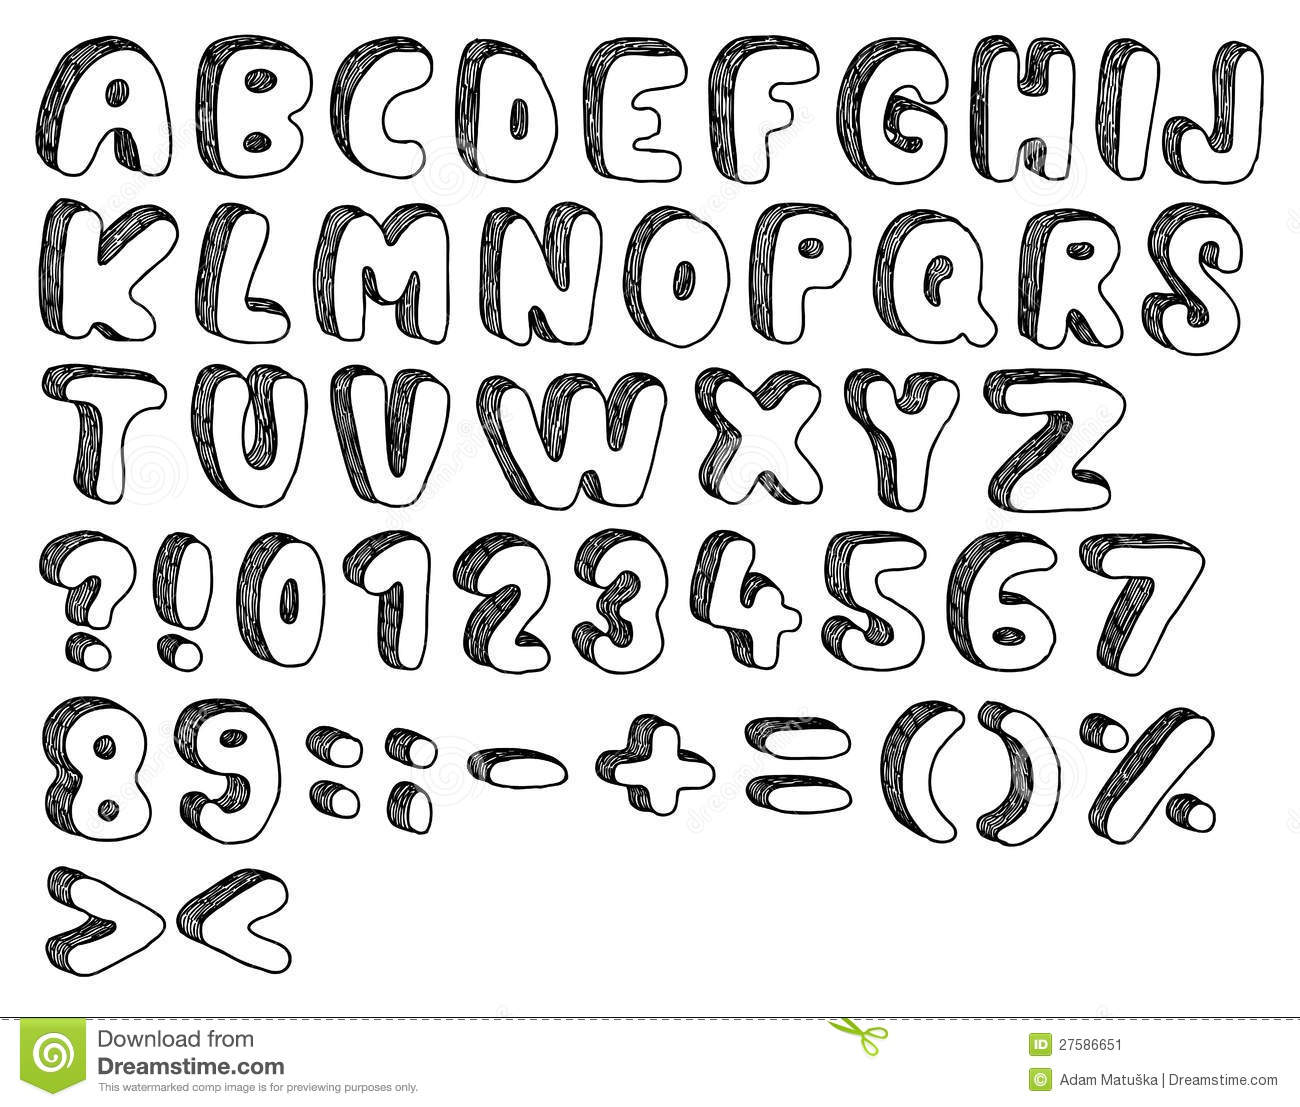 ABCDEFGHIJ
KLMNOPQRS
TUVWXYZ
?!01234567
89:;-+=()%
><
Download from
Dreamstime.com
This watermarked comp image is for previewing purposes only.
ID 27586651
© Adam Matuška | Dreamstime.com